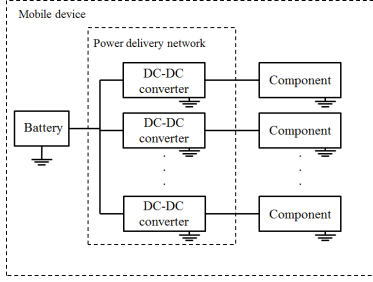 Mobile device
Power delivery network
DC-DC
converter
Component
Battery
DC-DC
converter
Component
DC-DC
converter
Component